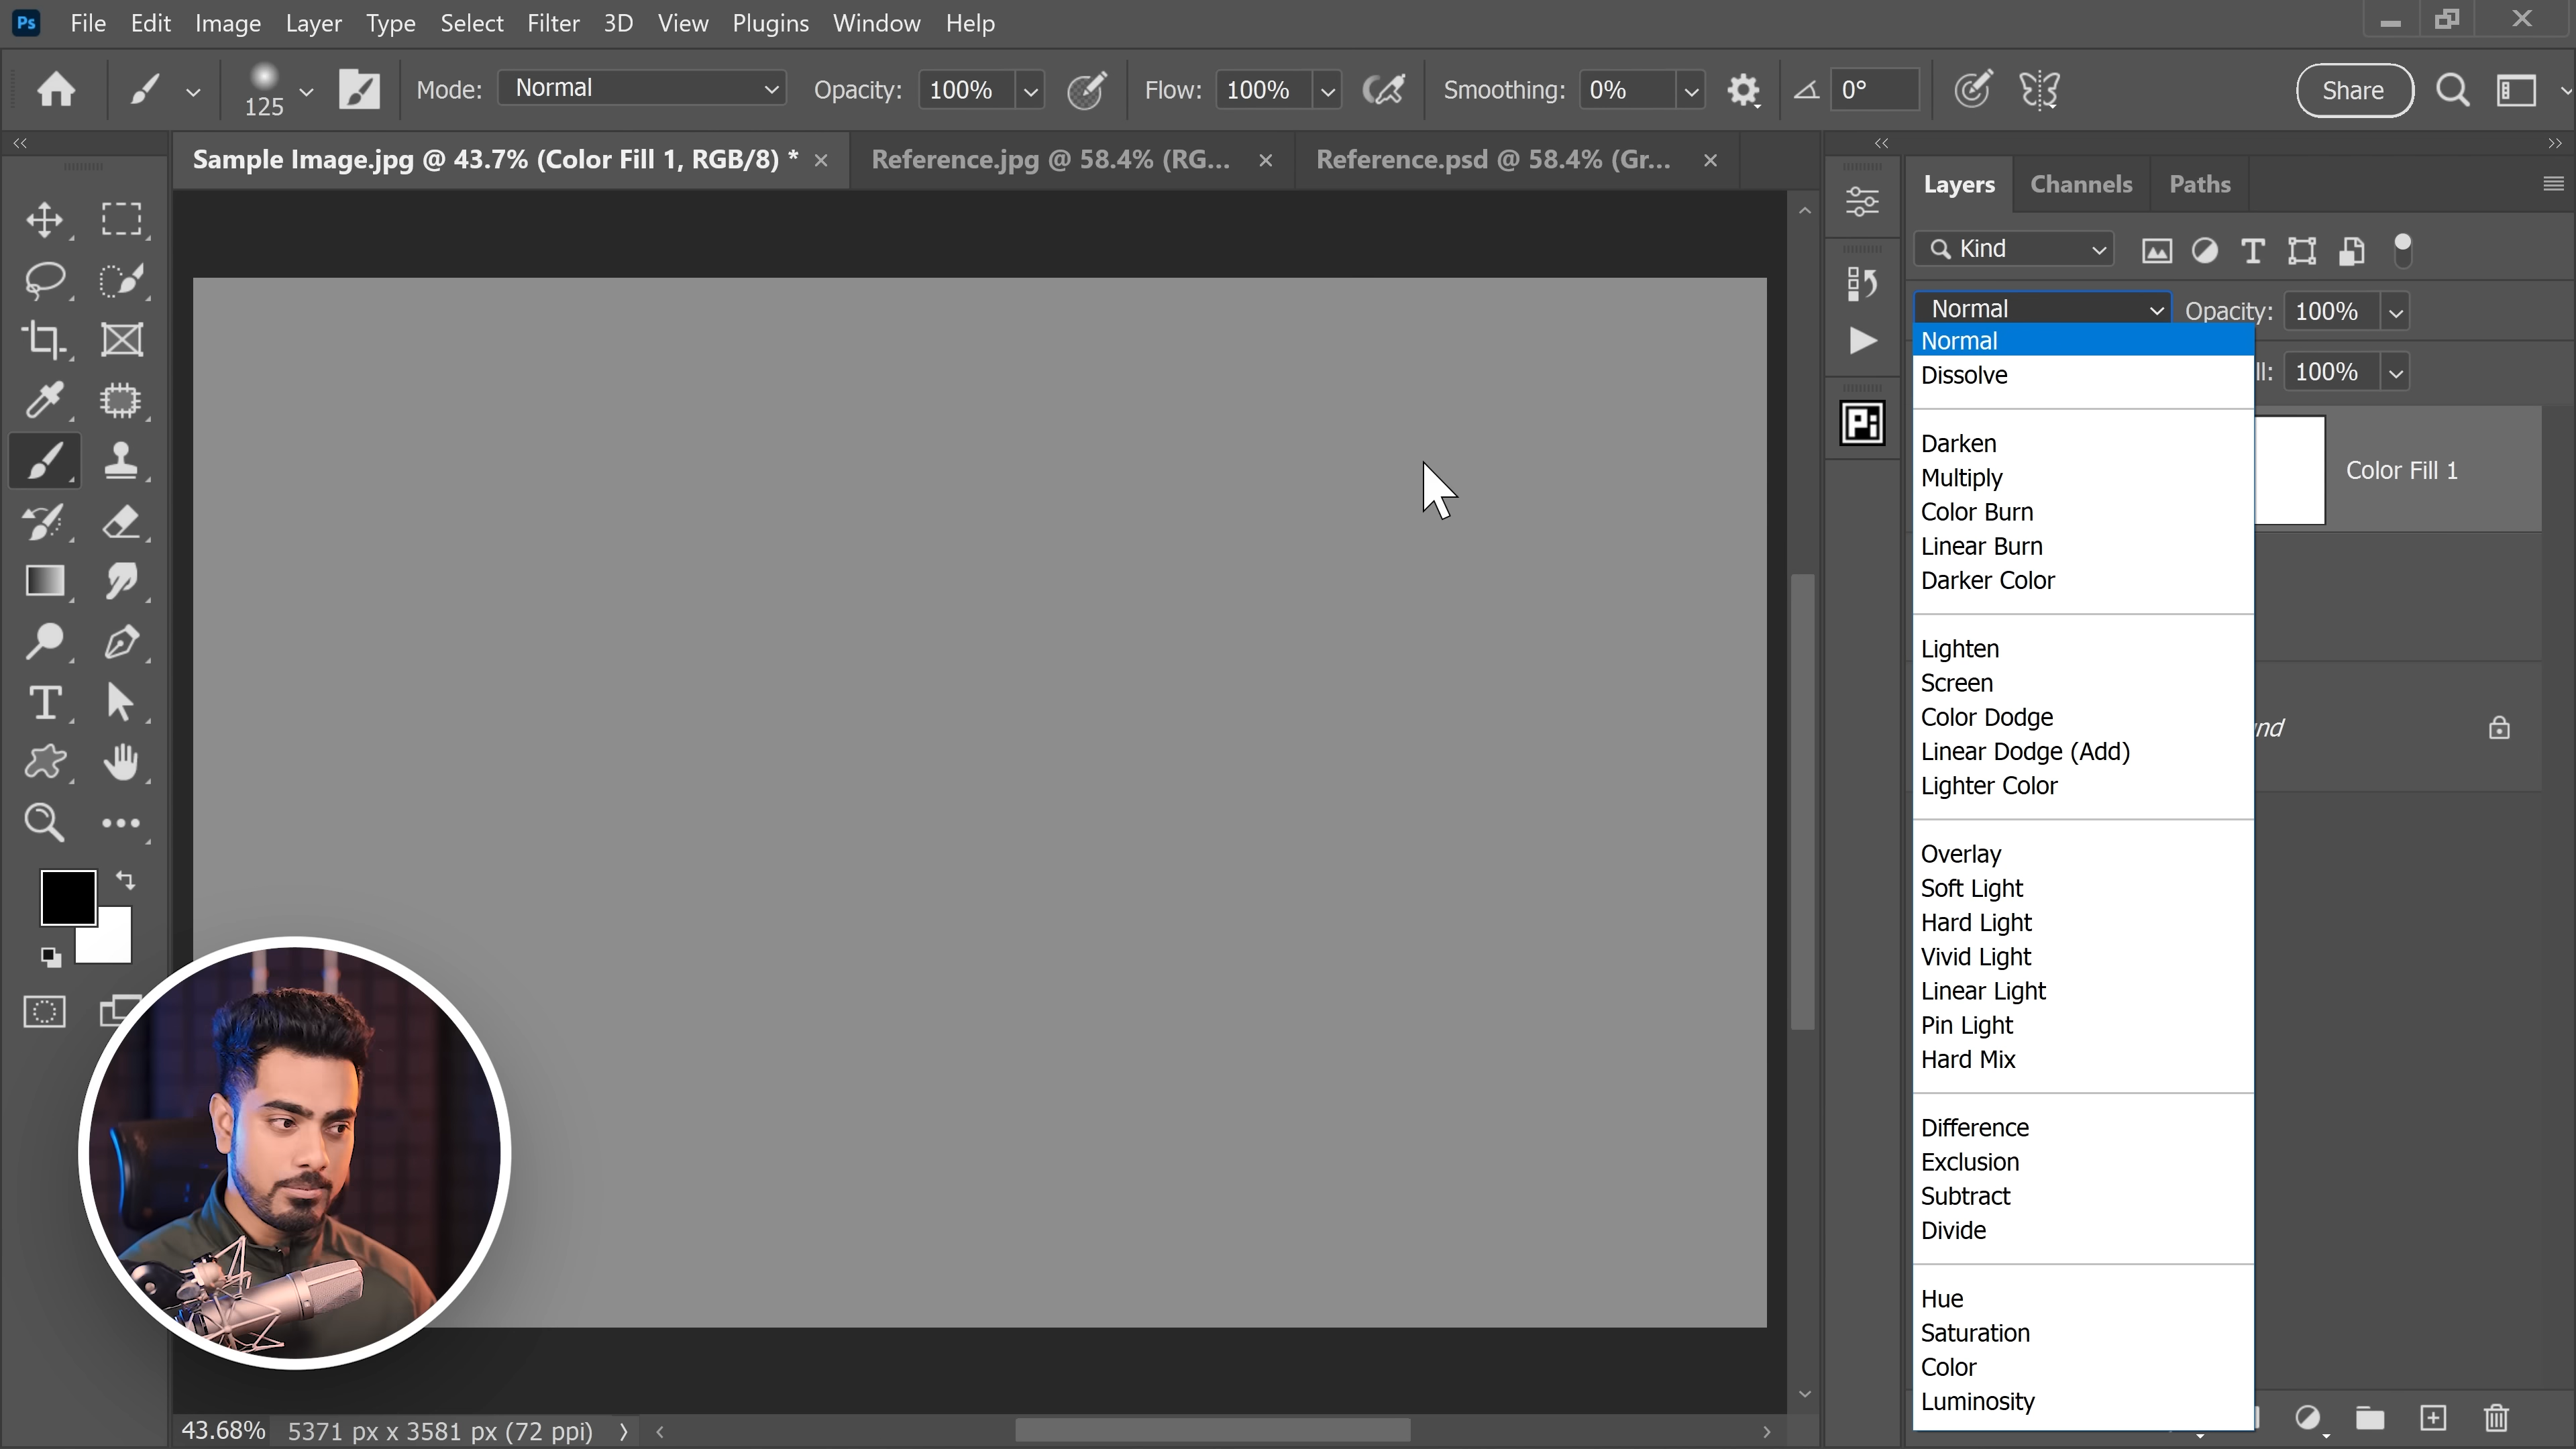 Ps File Edit Image Layer Type Select Filter 3D View Plugins Window Help
125 Mode: Normal Opacity: 100% Flow: 100% Smoothing: 0% 0° Share
Sample Image.jpg @ 43.7% (Color Fill 1, RGB/8) * Reference.jpg @ 58.4% (RG... Reference.psd @ 58.4% (Gr...
Layers Channels Paths
Kind
Normal Opacity: 100%
Normal
ll: 100%
Dissolve
Darken
Multiply
Color Burn
Linear Burn
Darker Color
Color Fill 1
Lighten
Screen
Color Dodge
Linear Dodge (Add)
Lighter Color
nd
Overlay
Soft Light
Hard Light
Vivid Light
Linear Light
Pin Light
Hard Mix
Difference
Exclusion
Subtract
Divide
Hue
Saturation
Color
Luminosity
Pi
43.68% 5371 px x 3581 px (72 ppi)